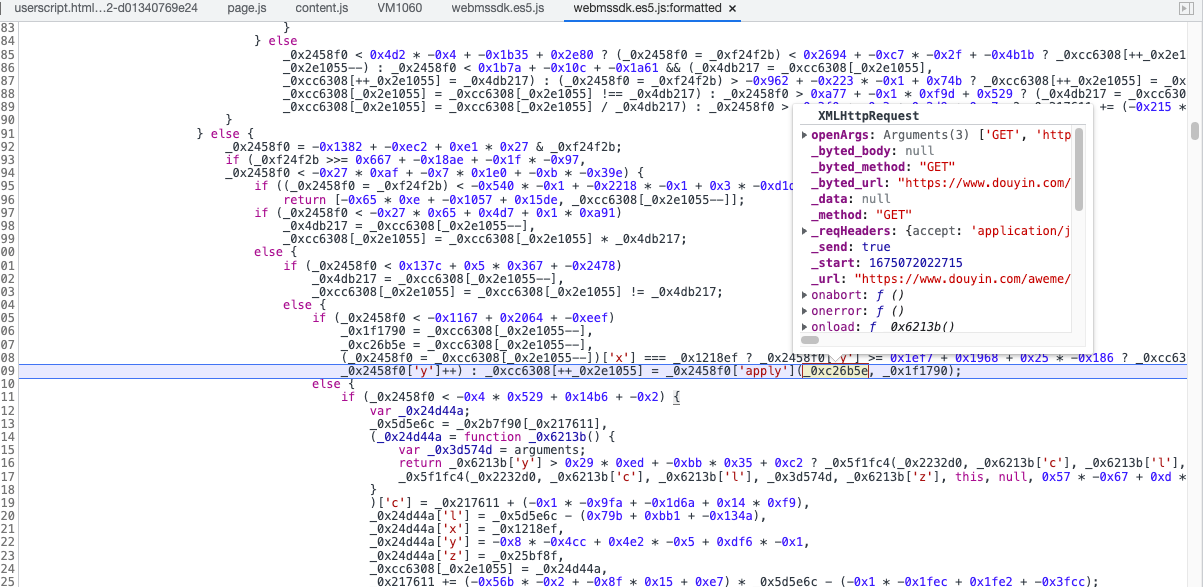 userscript.html…2-d01340769e24 page.js content.js VM1060 webmssdk.es5.js webmssdk.es5.js:formatted ×
83 }
84 } else
85 _0x2458f0 < 0x4d2 * -0x4 + -0x1b35 + 0x2e80 ? (_0x2458f0 = _0xf24f2b) < 0x2694 + -0xc7 * -0x2f + -0x4b1b ? _0xcc6308[++_0x2e1
86 _0x2e1055--) : _0x2458f0 < 0x1b7a + -0x10c + -0x1a61 && (_0x4db217 = _0xcc6308[_0x2e1055],
87 _0xcc6308[++_0x2e1055] = _0x4db217) : (_0x2458f0 = _0xf24f2b) > -0x962 + -0x223 * -0x1 + 0x74b ? _0xcc6308[++_0x2e1055] = _0x
88 _0xcc6308[_0x2e1055] = _0xcc6308[_0x2e1055] !== _0x4db217) : _0x2458f0 > 0xa77 + -0x1 * 0xf9d + 0x529 ? (_0x4db217 = _0xcc630
89 _0xcc6308[_0x2e1055] = _0xcc6308[_0x2e1055] / _0x4db217) : _0x2458f0 > += (-0x215 *
90 }
91 } else {
92 _0x2458f0 = -0x1382 + -0xec2 + 0xe1 * 0x27 & _0xf24f2b;
93 if (_0xf24f2b >>= 0x667 + -0x18ae + -0x1f * -0x97,
94 _0x2458f0 < -0x27 * 0xaf + -0x7 * 0x1e0 + -0xb * -0x39e) {
95 if ((_0x2458f0 = _0xf24f2b) < -0x540 * -0x1 + -0x2218 * -0x1 + 0x3 * -0xd1d
96 return [-0x65 * 0xe + -0x1057 + 0x15de, _0xcc6308[_0x2e1055--]];
97 if (_0x2458f0 < -0x27 * 0x65 + 0x4d7 + 0x1 * 0xa91)
98 _0x4db217 = _0xcc6308[_0x2e1055--],
99 _0xcc6308[_0x2e1055] = _0xcc6308[_0x2e1055] * _0x4db217;
00 else {
01 if (_0x2458f0 < 0x137c + 0x5 * 0x367 + -0x2478)
02 _0x4db217 = _0xcc6308[_0x2e1055--],
03 _0xcc6308[_0x2e1055] = _0xcc6308[_0x2e1055] != _0x4db217;
04 else {
05 if (_0x2458f0 < -0x1167 + 0x2064 + -0xeef)
06 _0x1f1790 = _0xcc6308[_0x2e1055--],
07 _0xc26b5e = _0xcc6308[_0x2e1055--],
08 (_0x2458f0 = _0xcc6308[_0x2e1055--])['x'] === _0x1218ef ? _0x2458f0['y'] >= 0x1ef7 + 0x1968 + 0x25 * -0x186 ? _0xcc63
09 _0x2458f0['y']++) : _0xcc6308[++_0x2e1055] = _0x2458f0['apply'](_0xc26b5e, _0x1f1790);
10 else {
11 if (_0x2458f0 < -0x4 * 0x529 + 0x14b6 + -0x2) {
12 var _0x24d44a;
13 _0x5d5e6c = _0x2b7f90[_0x217611],
14 (_0x24d44a = function _0x6213b() {
15 var _0x3d574d = arguments;
16 return _0x6213b['y'] > 0x29 * 0xed + -0xbb * 0x35 + 0xc2 ? _0x5f1fc4(_0x2232d0, _0x6213b['c'], _0x6213b['l'],
17 _0x5f1fc4(_0x2232d0, _0x6213b['c'], _0x6213b['l'], _0x3d574d, _0x6213b['z'], this, null, 0x57 * -0x67 + 0xd *
18 }
19 )['c'] = _0x217611 + (-0x1 * -0x9fa + -0x1d6a + 0x14 * 0xf9),
20 _0x24d44a['l'] = _0x5d5e6c - (0x79b + 0xbb1 + -0x134a),
21 _0x24d44a['x'] = _0x1218ef,
22 _0x24d44a['y'] = -0x8 * -0x4cc + 0x4e2 * -0x5 + 0xdf6 * -0x1,
23 _0x24d44a['z'] = _0x25bf8f,
24 _0xcc6308[_0x2e1055] = _0x24d44a,
25 _0x217611 += (-0x56b * -0x2 + -0x8f * 0x15 + 0xe7) * _0x5d5e6c - (-0x1 * -0x1fec + 0x1fe2 + -0x3fcc);
XMLHttpRequest
openArgs: Arguments(3) ['GET', 'http
_byted_body: null
_byted_method: "GET"
_byted_url: "https://www.douyin.com/
_data: null
_method: "GET"
_reqHeaders: {accept: 'application/j
_send: true
_start: 1675072022715
_url: "https://www.douyin.com/aweme/
onabort: ƒ ()
onerror: ƒ ()
onload: ƒ _0x6213b()